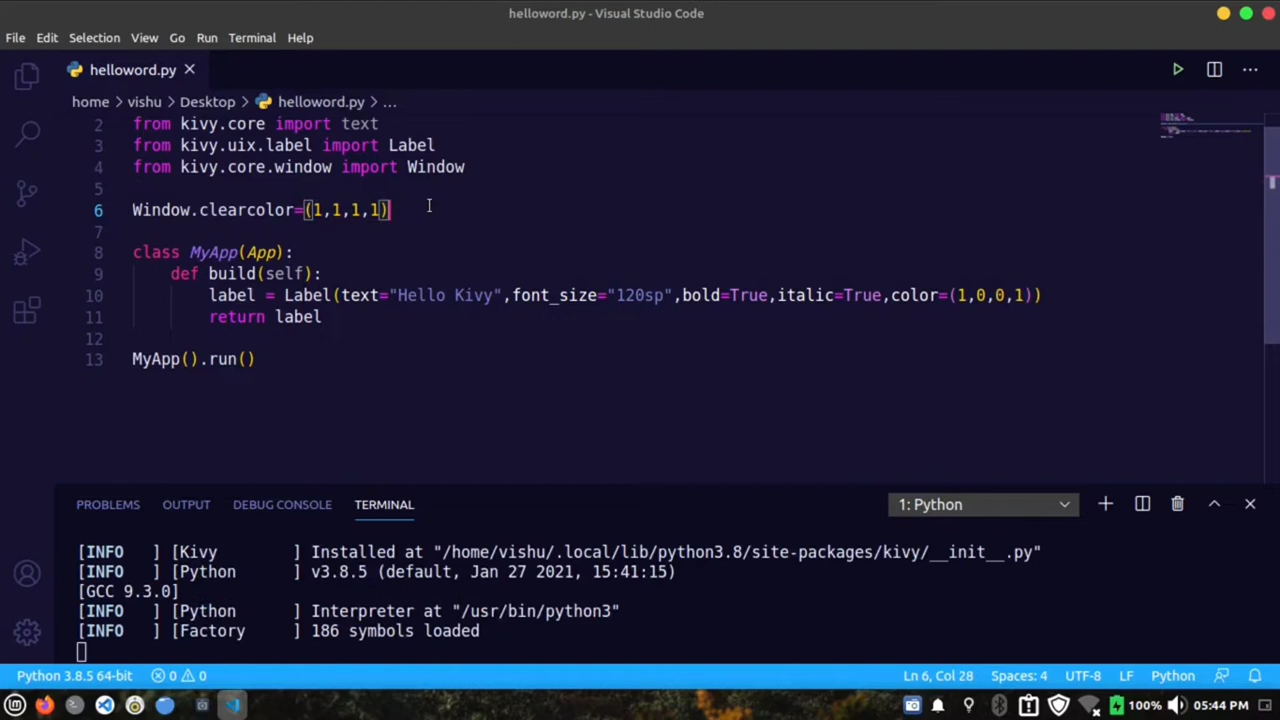 helloword.py - Visual Studio Code
File Edit Selection View Go Run Terminal Help
helloword.py
home > vishu > Desktop > helloword.py > ...
2 from kivy.core import text
3 from kivy.uix.label import Label
4 from kivy.core.window import Window
5
6 Window.clearcolor=(1,1,1,1)
7
8 class MyApp(App):
9 def build(self):
10 label = Label(text="Hello Kivy",font_size="120sp",bold=True,italic=True,color=(1,0,0,1))
11 return label
12
13 MyApp().run()
PROBLEMS OUTPUT DEBUG CONSOLE TERMINAL 1: Python
[INFO ] [Kivy ] Installed at "/home/vishu/.local/lib/python3.8/site-packages/kivy/__init__.py"
[INFO ] [Python ] v3.8.5 (default, Jan 27 2021, 15:41:15)
[GCC 9.3.0]
[INFO ] [Python ] Interpreter at "/usr/bin/python3"
[INFO ] [Factory ] 186 symbols loaded
Python 3.8.5 64-bit 0 0 Ln 6, Col 28 Spaces: 4 UTF-8 LF Python
100% 05:44 PM